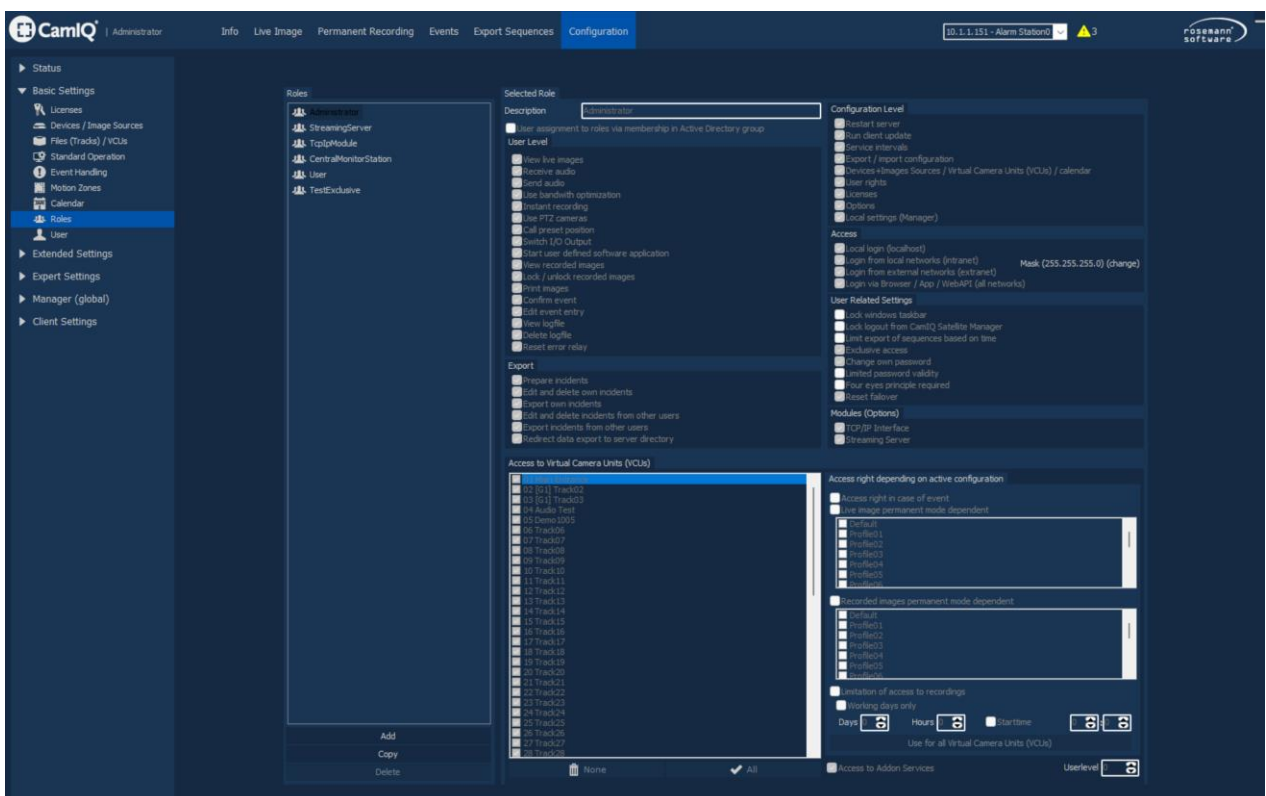 CamIQ | Administrator
Info Live Image Permanent Recording Events Export Sequences Configuration
10.1.1.151 - Alarm Station0
3
rosemann
software
Status
Basic Settings
Licenses
Devices / Image Sources
Files (Tracks) / VCUs
Standard Operation
Event Handling
Motion Zones
Calendar
Roles
User
Extended Settings
Expert Settings
Manager (global)
Client Settings
Roles
Administrator
StreamingServer
TcpIpModule
CentralMonitorStation
User
TestExclusive
Add
Copy
Delete
Selected Role
Description Administrator
User assignment to roles via membership in Active Directory group
User Level
View live images
Receive audio
Send audio
Use bandwith optimization
Instant recording
Use PTZ cameras
Call preset position
Switch I/O Output
Start user defined software application
View recorded images
Lock / unlock recorded images
Print images
Confirm event
Edit event entry
View logfile
Delete logfile
Reset error relay
Export
Prepare incidents
Edit and delete own incidents
Export own incidents
Edit and delete incidents from other users
Export incidents from other users
Redirect data export to server directory
Configuration Level
Restart server
Run client update
Service intervals
Export / import configuration
Devices +Images Sources / Virtual Camera Units (VCUs) / calendar
User rights
Licenses
Options
Local settings (Manager)
Access
Local login (localhost)
Login from local networks (intranet) Mask (255.255.255.0) (change)
Login from external networks (extranet)
Login via Browser / App / WebAPI (all networks)
User Related Settings
Lock windows taskbar
Lock logout from CamIQ Satellite Manager
Limit export of sequences based on time
Exclusive access
Change own password
Limited password validity
Four eyes principle required
Reset failover
Modules (Options)
TCP/IP Interface
Streaming Server
Access to Virtual Camera Units (VCUs)
02 [G1] Track02
03 [G1] Track03
04 Audio Test
05 Demo1005
06 Track06
07 Track07
08 Track08
09 Track09
10 Track10
11 Track11
12 Track12
13 Track13
14 Track14
15 Track15
16 Track16
17 Track17
18 Track18
19 Track19
20 Track20
21 Track21
22 Track22
23 Track23
24 Track24
25 Track25
26 Track26
27 Track27
28 Track28
None All
Access right depending on active configuration
Access right in case of event
Live image permanent mode dependent
Default
Profile01
Profile02
Profile03
Profile04
Profile05
Profile06
Recorded images permanent mode dependent
Default
Profile01
Profile02
Profile03
Profile04
Profile05
Profile06
Limitation of access to recordings
Working days only
Days 0 Hours 0 Starttime 0 : 0
Use for all Virtual Camera Units (VCUs)
Access to Addon Services Userlevel 0